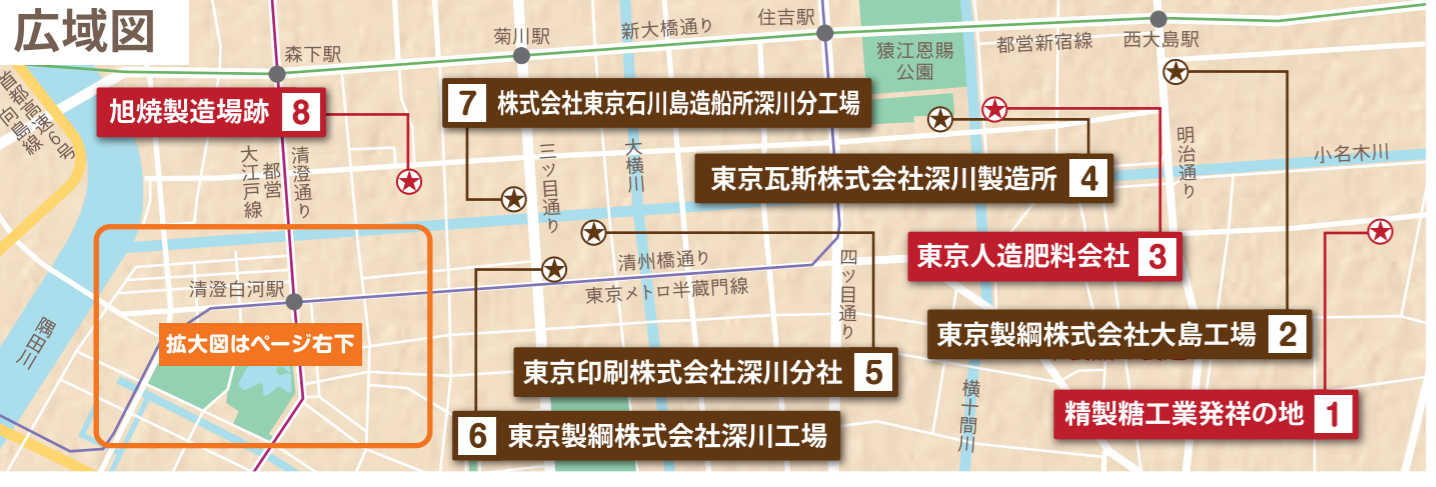 広域図
森下駅
菊川駅
新大橋通り
住吉駅
猿江恩賜
公園
都営新宿線
西大島駅
首都高速6号
向島線
旭焼製造場跡 8
7 株式会社東京石川島造船所深川分工場
東京瓦斯株式会社深川製造所 4
都営
大江戸線
清澄通り
三ツ目通り
大横川
明治通り
小名木川
東京人造肥料会社 3
清州橋通り
東京メトロ半蔵門線
四ツ目通り
清澄白河駅
隅田川
拡大図はページ右下
東京製綱株式会社大島工場 2
東京印刷株式会社深川分社 5
横十間川
精製糖工業発祥の地 1
6 東京製綱株式会社深川工場